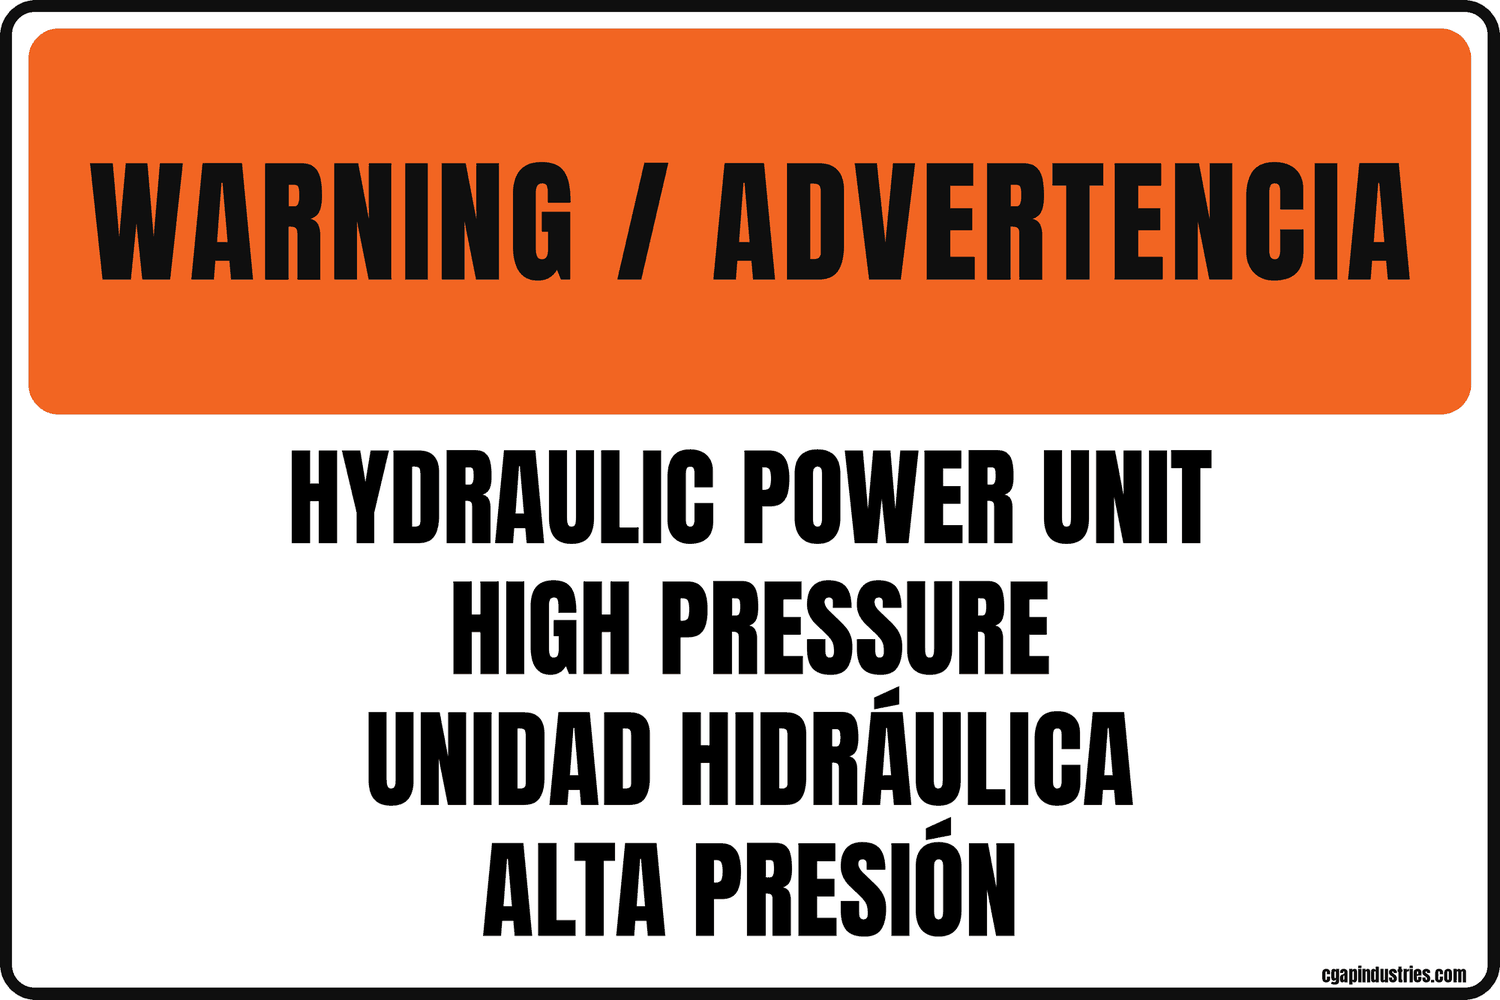 WARNING / ADVERTENCIA
HYDRAULIC POWER UNIT
HIGH PRESSURE
UNIDAD HIDRÁULICA
ALTA PRESIÓN
cgapindustries.com